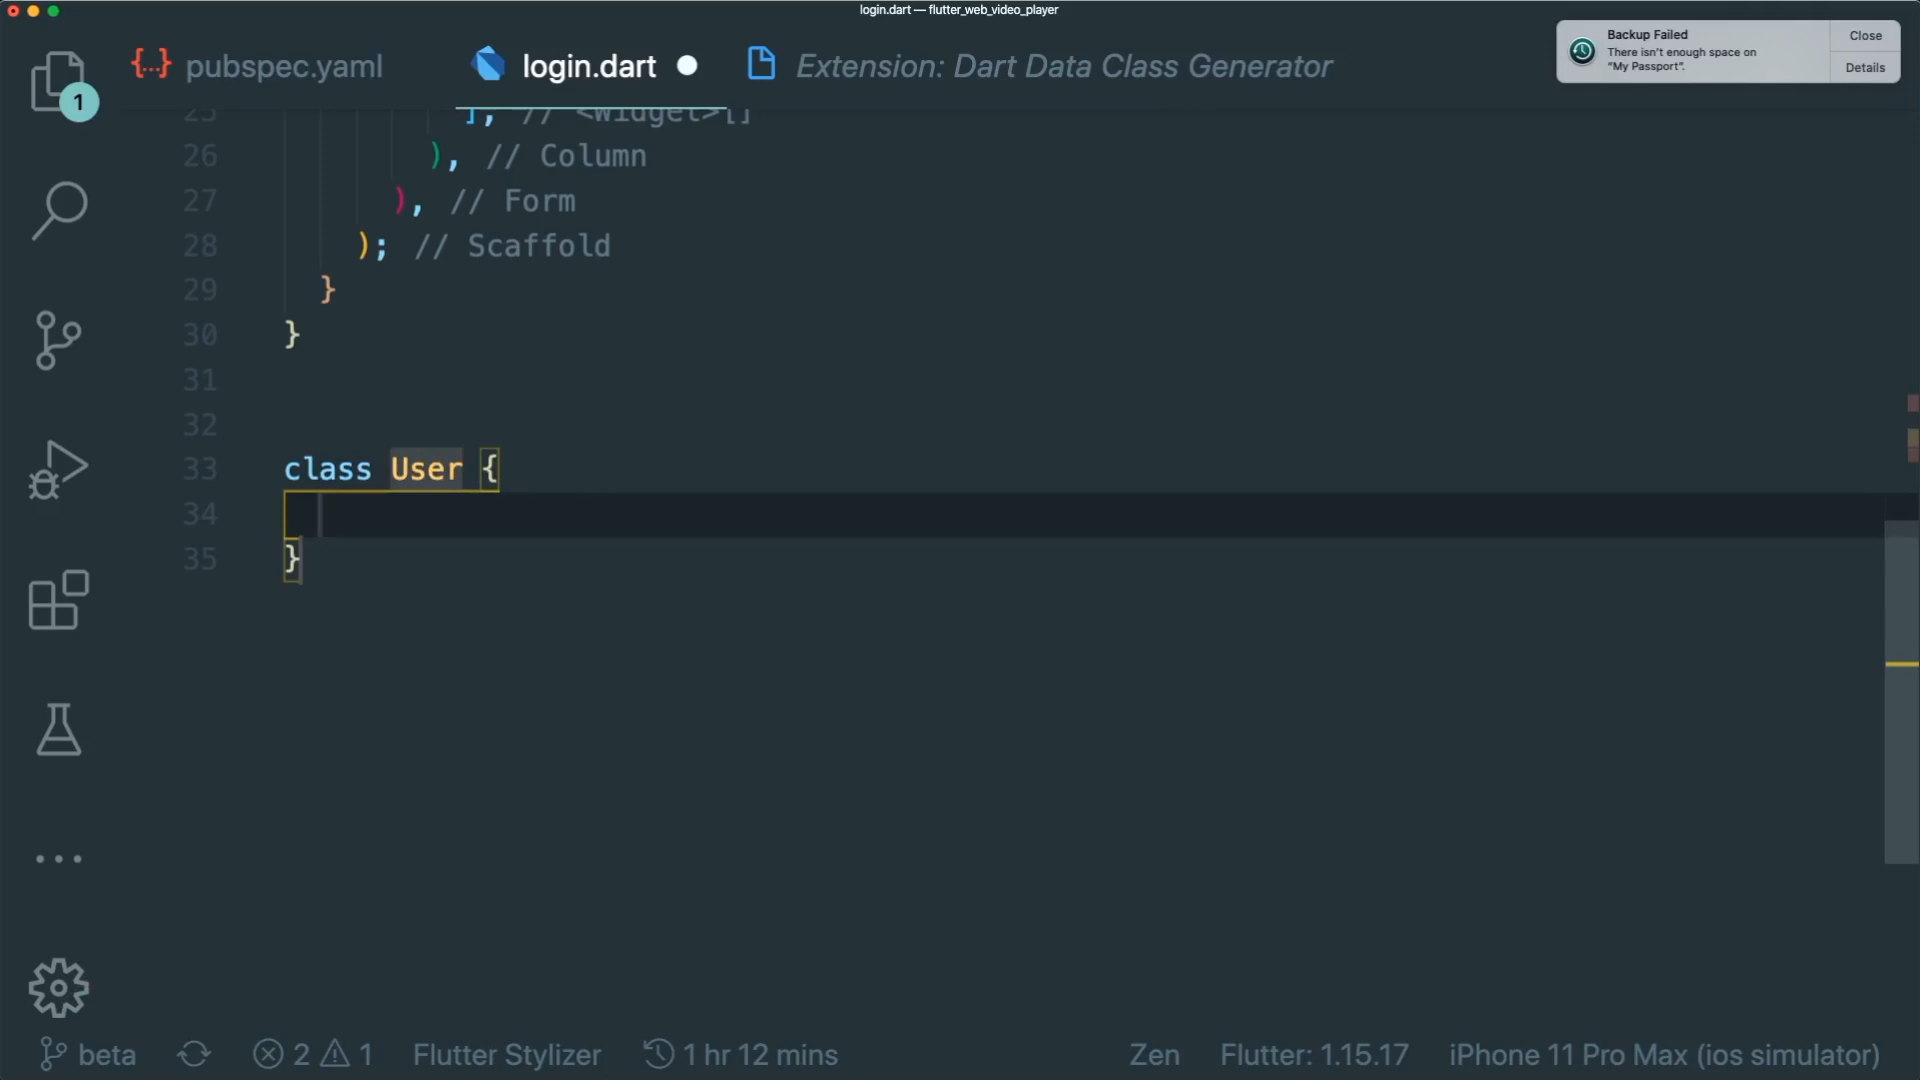 login.dart — flutter_web_video_player
Backup Failed
There isn't enough space on
"My Passport".
Close
Details
{...} pubspec.yaml
login.dart
Extension: Dart Data Class Generator
1
25 ], // <Widget>[]
26 ), // Column
27 ), // Form
28 ); // Scaffold
29 }
30 }
31
32
33 class User {
34
35 }
beta
2
1
Flutter Stylizer
1 hr 12 mins
Zen
Flutter: 1.15.17
iPhone 11 Pro Max (ios simulator)